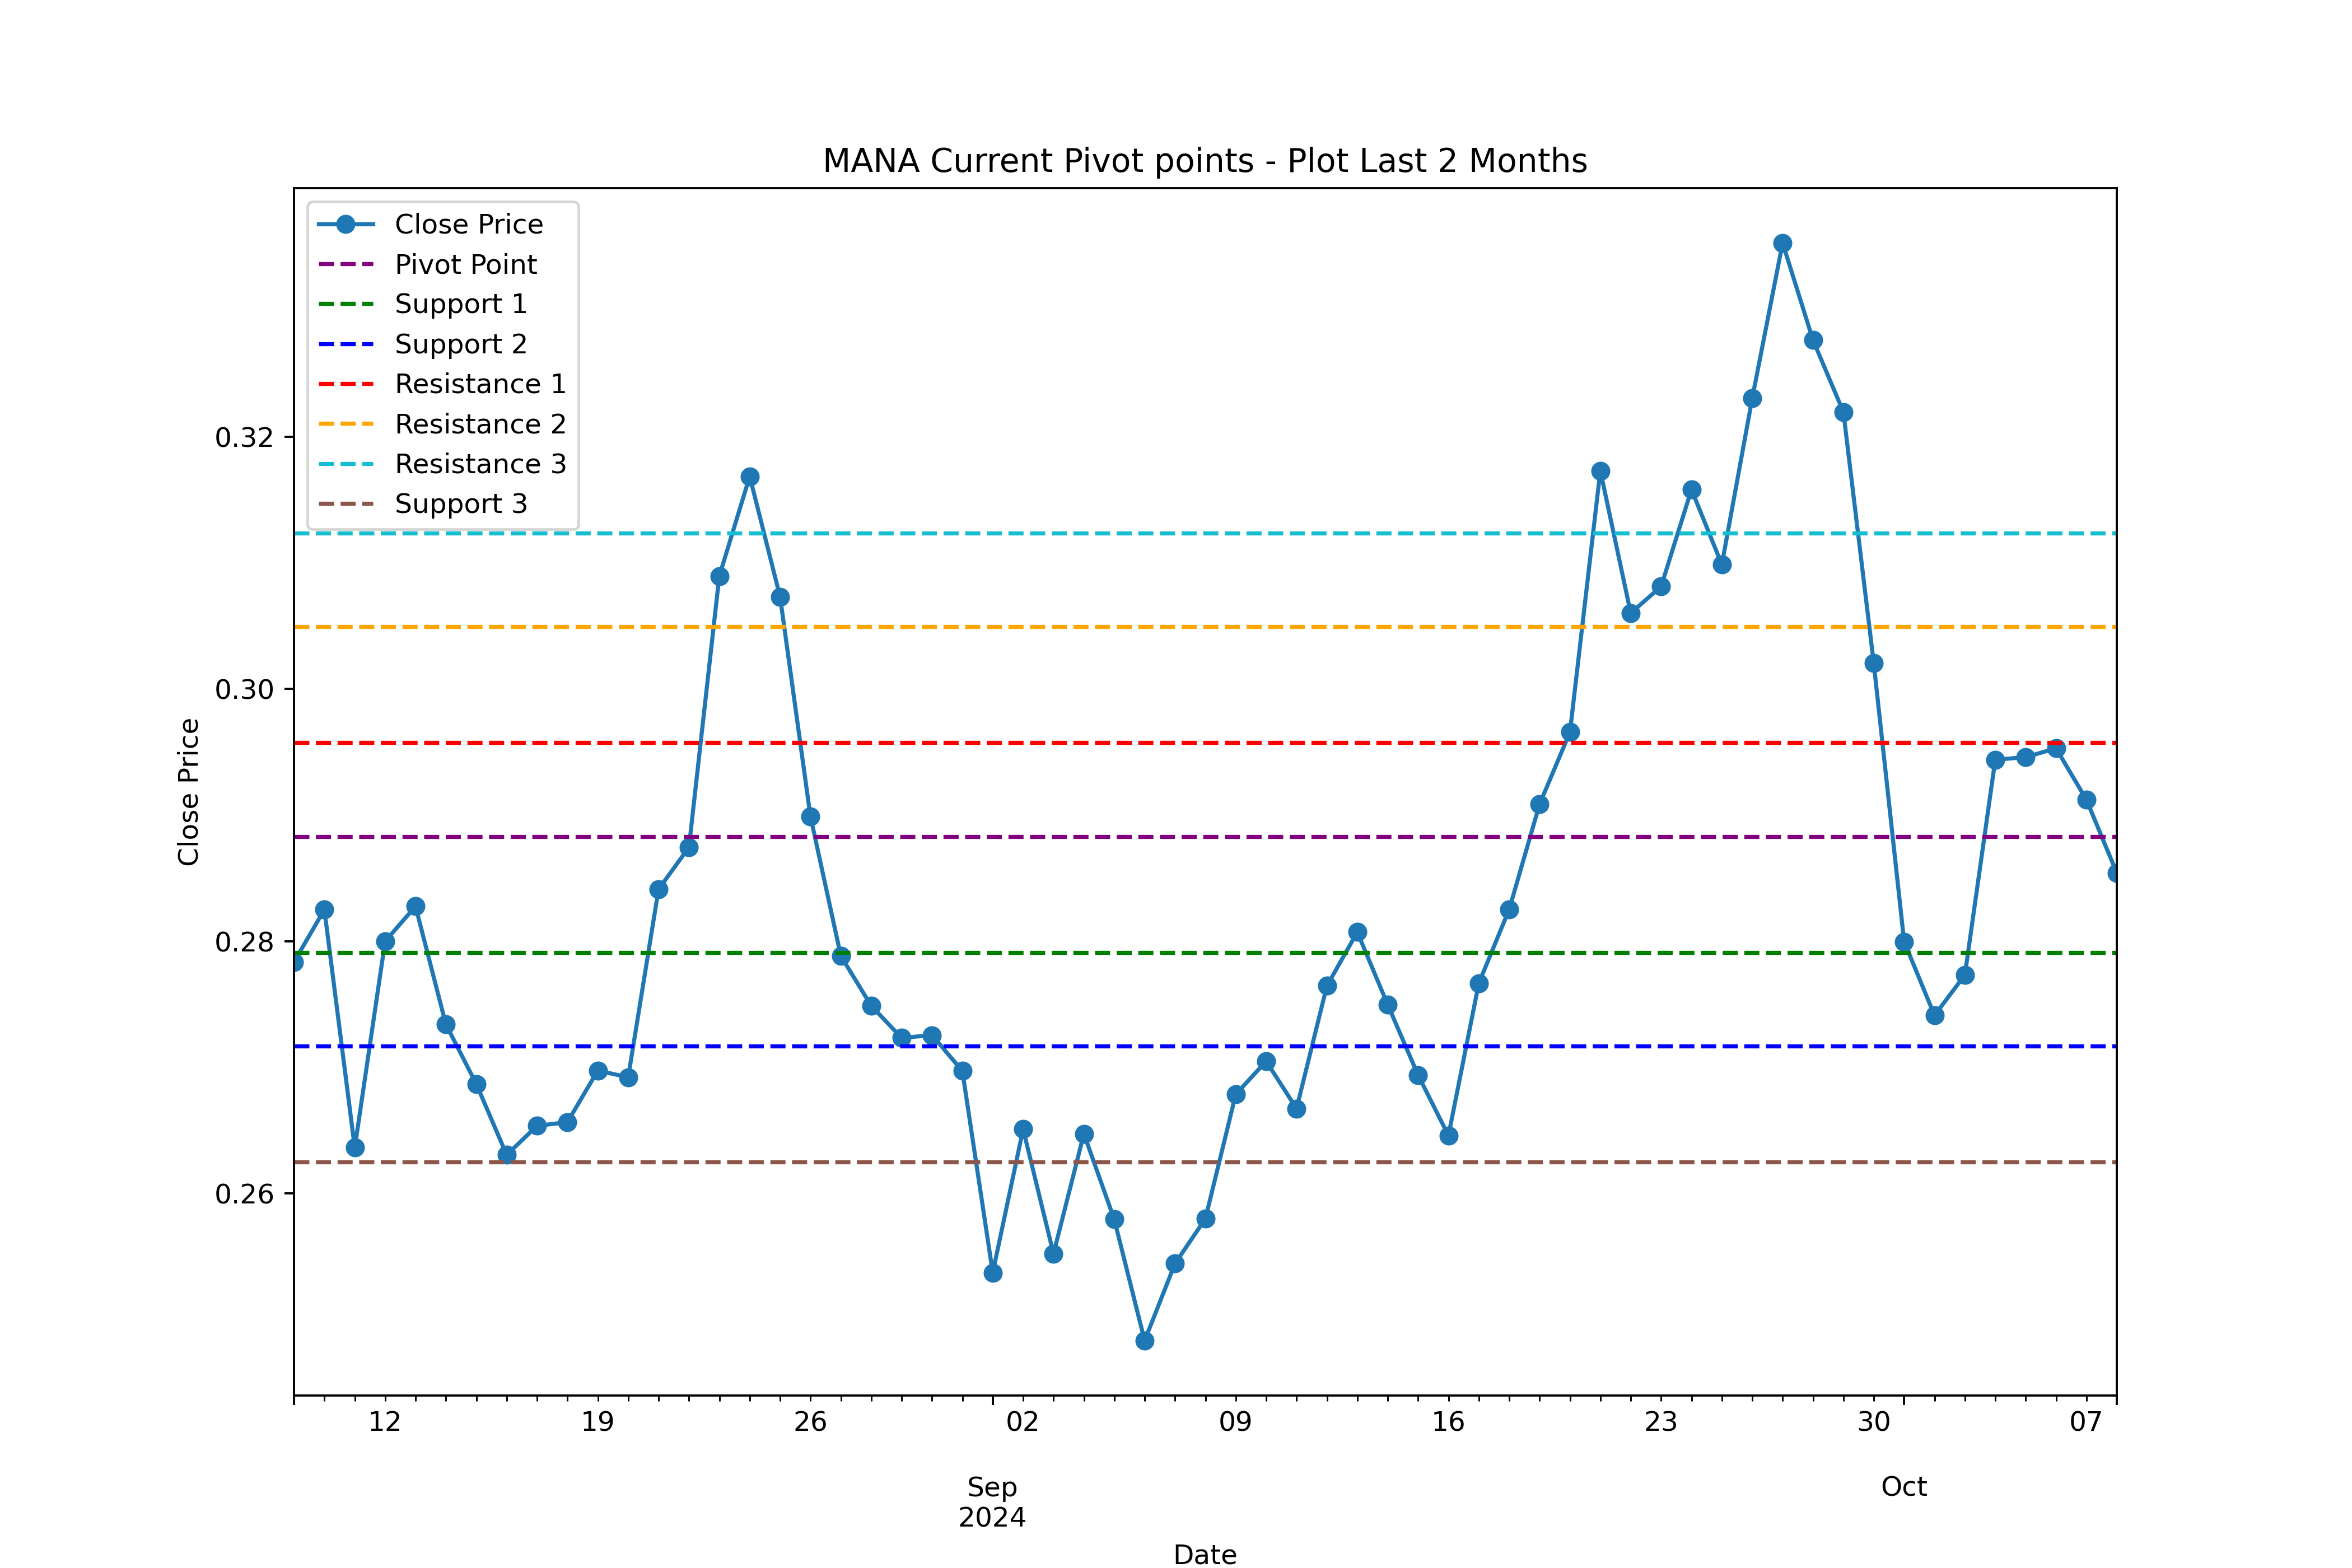 MANA Current Pivot points - Plot Last 2 Months
Close Price
Pivot Point
Support 1
Support 2
Resistance 1
Resistance 2
Resistance 3
Support 3
0.32
0.30
0.28
0.26
Close Price
12 19 26 02 09 16 23 30 07
Sep Oct
2024
Date